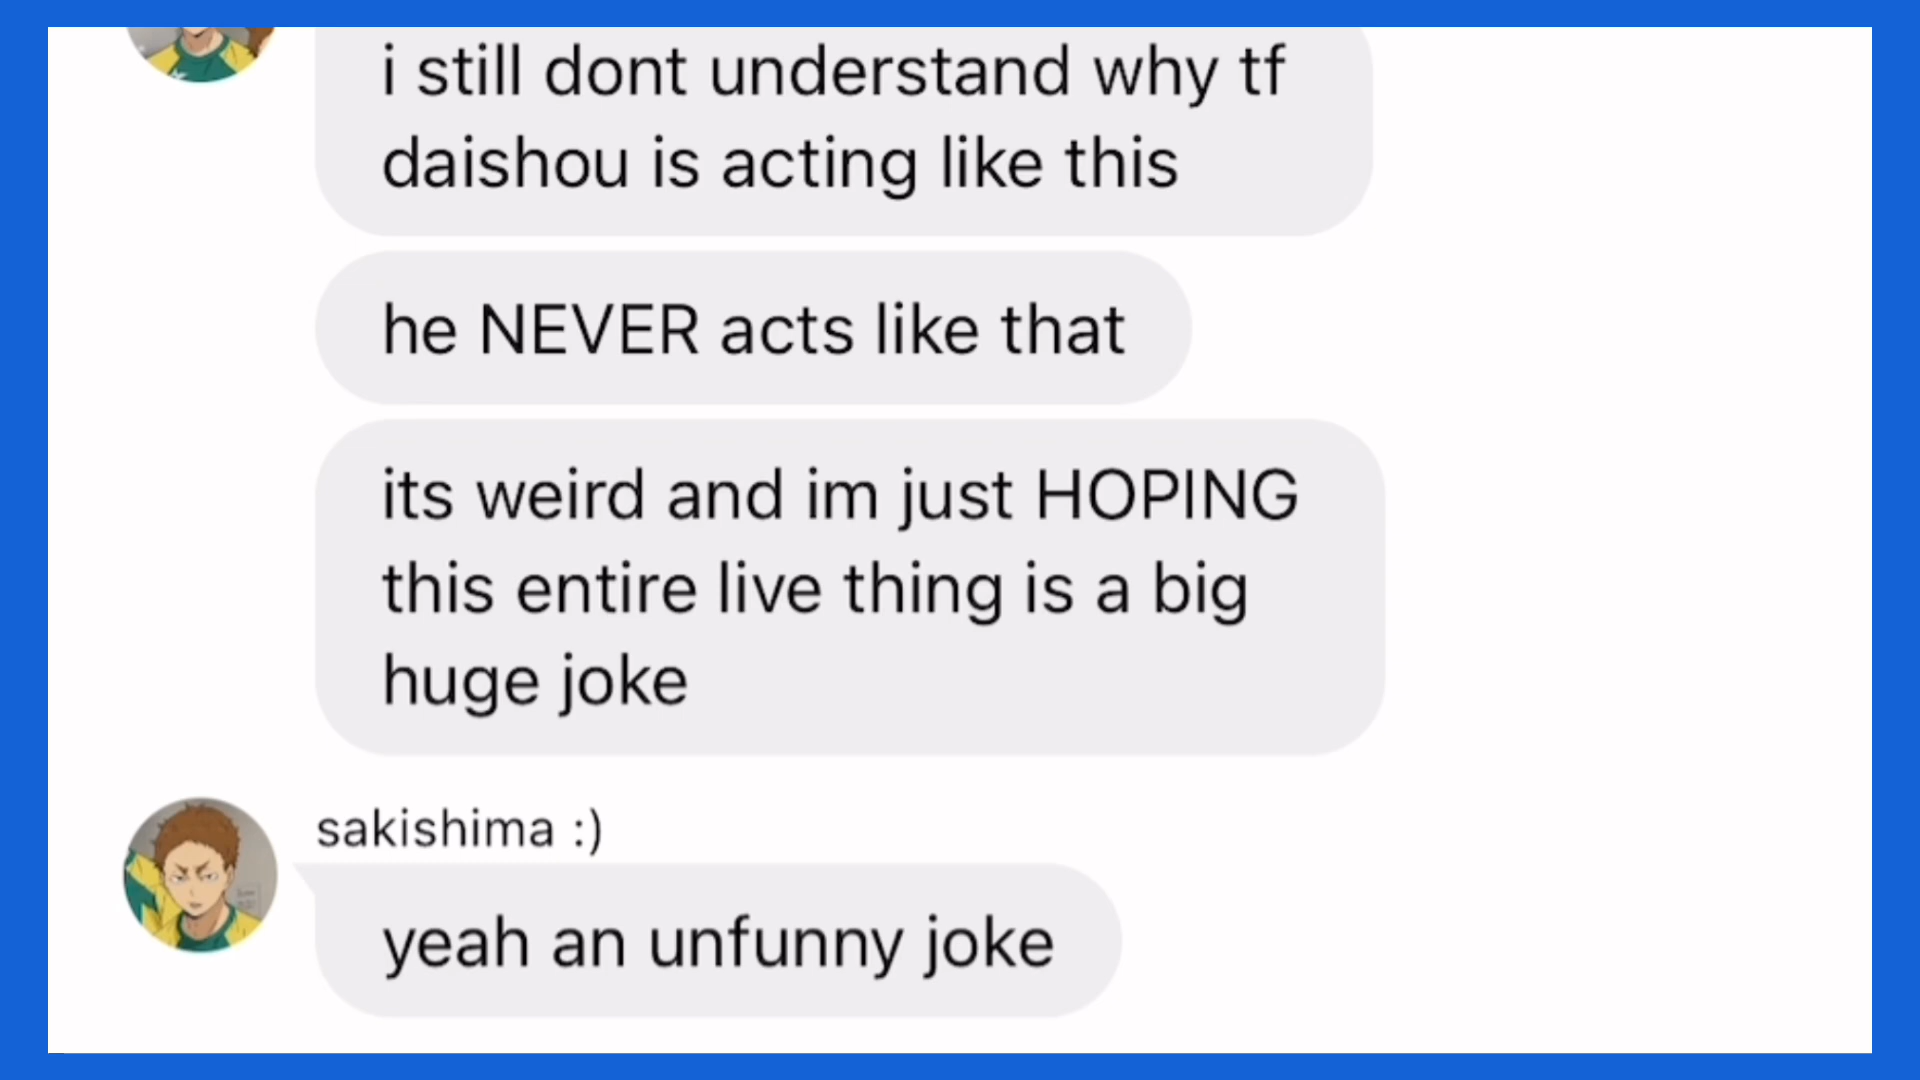 i still dont understand why tf
daishou is acting like this
he NEVER acts like that
its weird and im just HOPING
this entire live thing is a big
huge joke
sakishima :)
yeah an unfunny joke